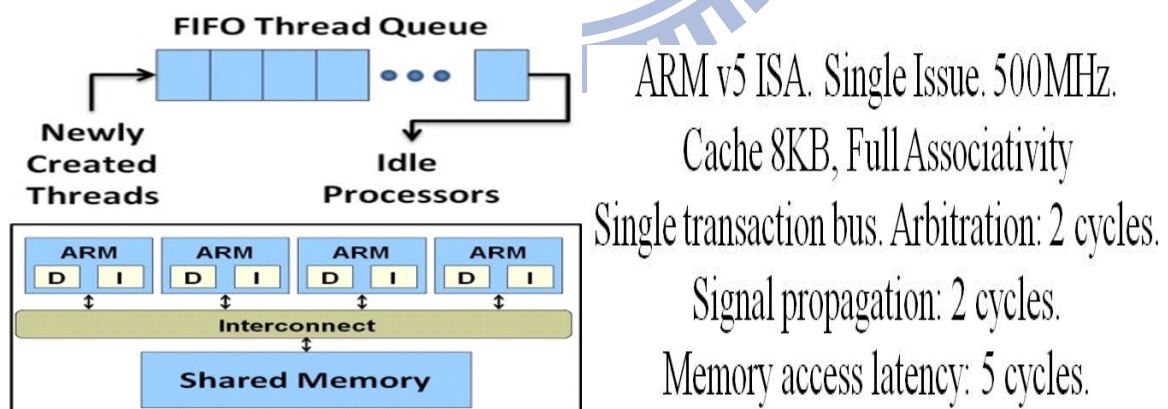 FIFO Thread Queue
Newly
Created
Threads
Idle
Processors
ARM ARM ARM ARM
D I D I D I D I
Interconnect
Shared Memory
ARM v5 ISA. Single Issue. 500MHz.
Cache 8KB, Full Associativity
Single transaction bus. Arbitration: 2 cycles.
Signal propagation: 2 cycles.
Memory access latency: 5 cycles.